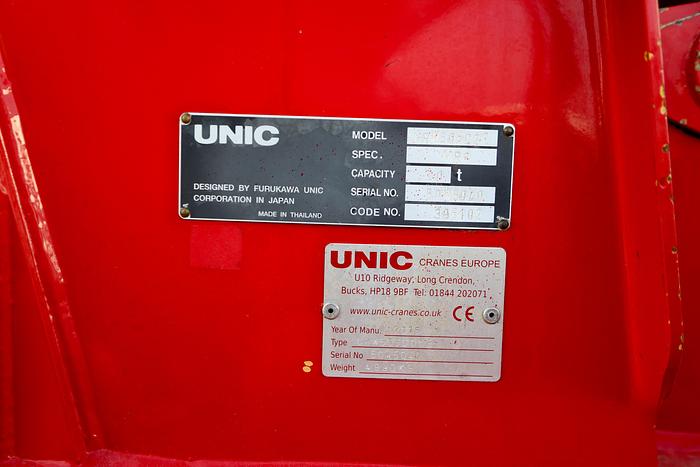 UNIC
MODEL
SPEC.
CAPACITY t
SERIAL NO.
CODE NO.
DESIGNED BY FURUKAWA UNIC
CORPORATION IN JAPAN
MADE IN THAILAND
UNIC CRANES EUROPE
U10 Ridgeway, Long Crendon,
Bucks, HP18 9BF Tel: 01844 202071
www.unic-cranes.co.uk CE
Year Of Manu.
Type
Serial No
Weight